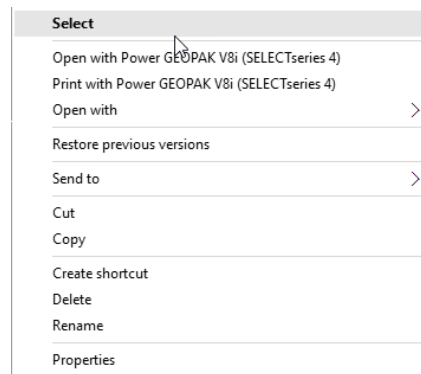 Select
Open with Power GEOPAK V8i (SELECTseries 4)
Print with Power GEOPAK V8i (SELECTseries 4)
Open with
Restore previous versions
Send to
Cut
Copy
Create shortcut
Delete
Rename
Properties